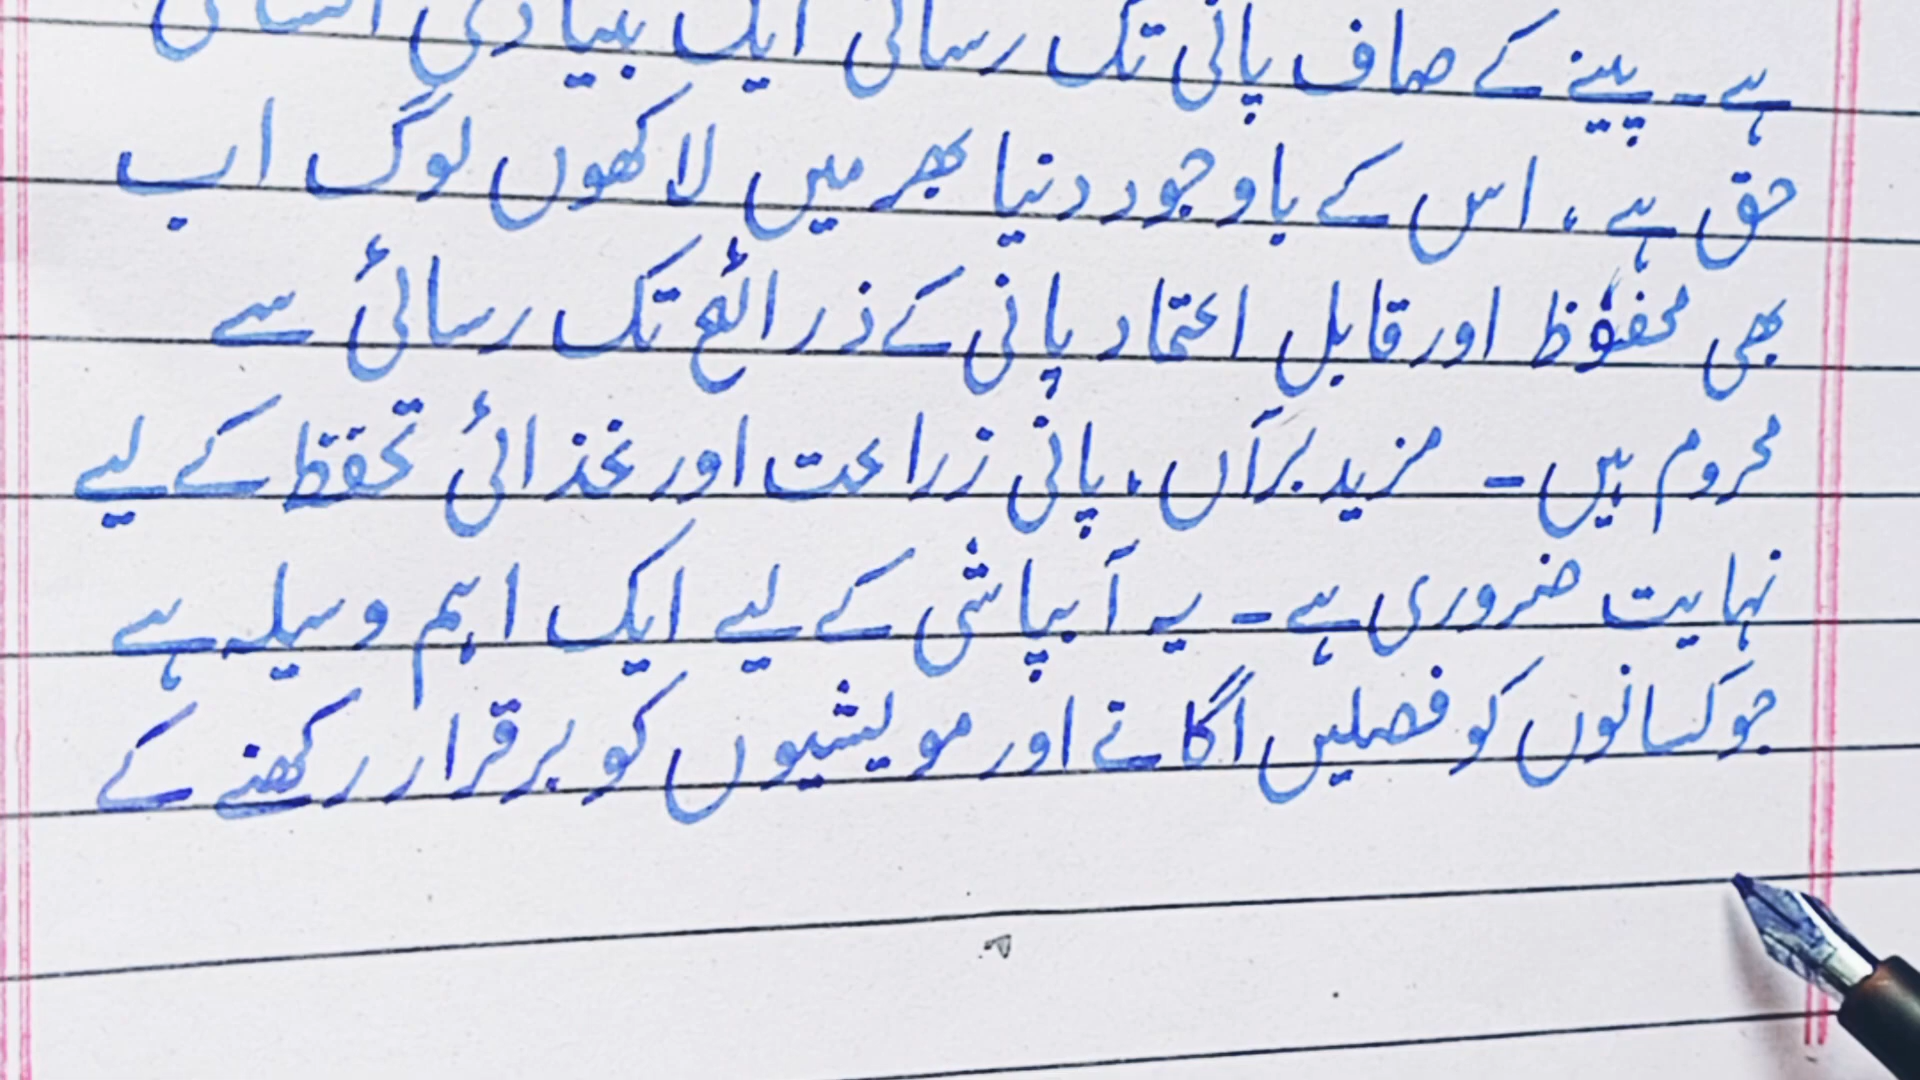 ہے ۔ پینے کے صاف پانی تک رسائی ایک بنیادی انسانی
حق ہے ، اس کے باوجود دنیا بھر میں لاکھوں لوگ اب
بھی محفوظ اور قابل اعتماد پانی کے ذرائع تک رسائی سے
محروم ہیں ۔ مزید برآں ، پانی زراعت اور غذائی تحفظ کے لیے
نہایت ضروری ہے ۔ یہ آبپاشی کے لیے ایک اہم وسیلہ ہے
جو کسانوں کو فصلیں اگانے اور مویشیوں کو برقرار رکھنے کے